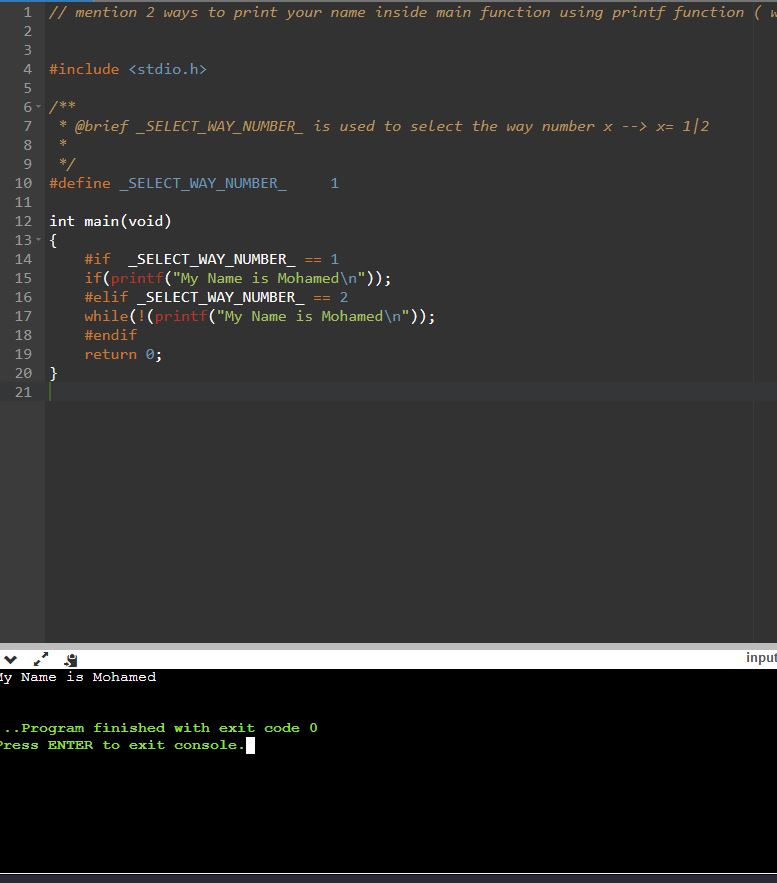 1 // mention 2 ways to print your name inside main function using printf function ( w
2
3
4 #include <stdio.h>
5
6 /**
7  * @brief _SELECT_WAY_NUMBER_ is used to select the way number x --> x= 1|2
8  *
9  */
10 #define _SELECT_WAY_NUMBER_     1
11
12 int main(void)
13 {
14     #if  _SELECT_WAY_NUMBER_ == 1
15     if(printf("My Name is Mohamed\n"));
16     #elif _SELECT_WAY_NUMBER_ == 2
17     while(!(printf("My Name is Mohamed\n"));
18     #endif
19     return 0;
20 }
21
input
My Name is Mohamed
...Program finished with exit code 0
Press ENTER to exit console.